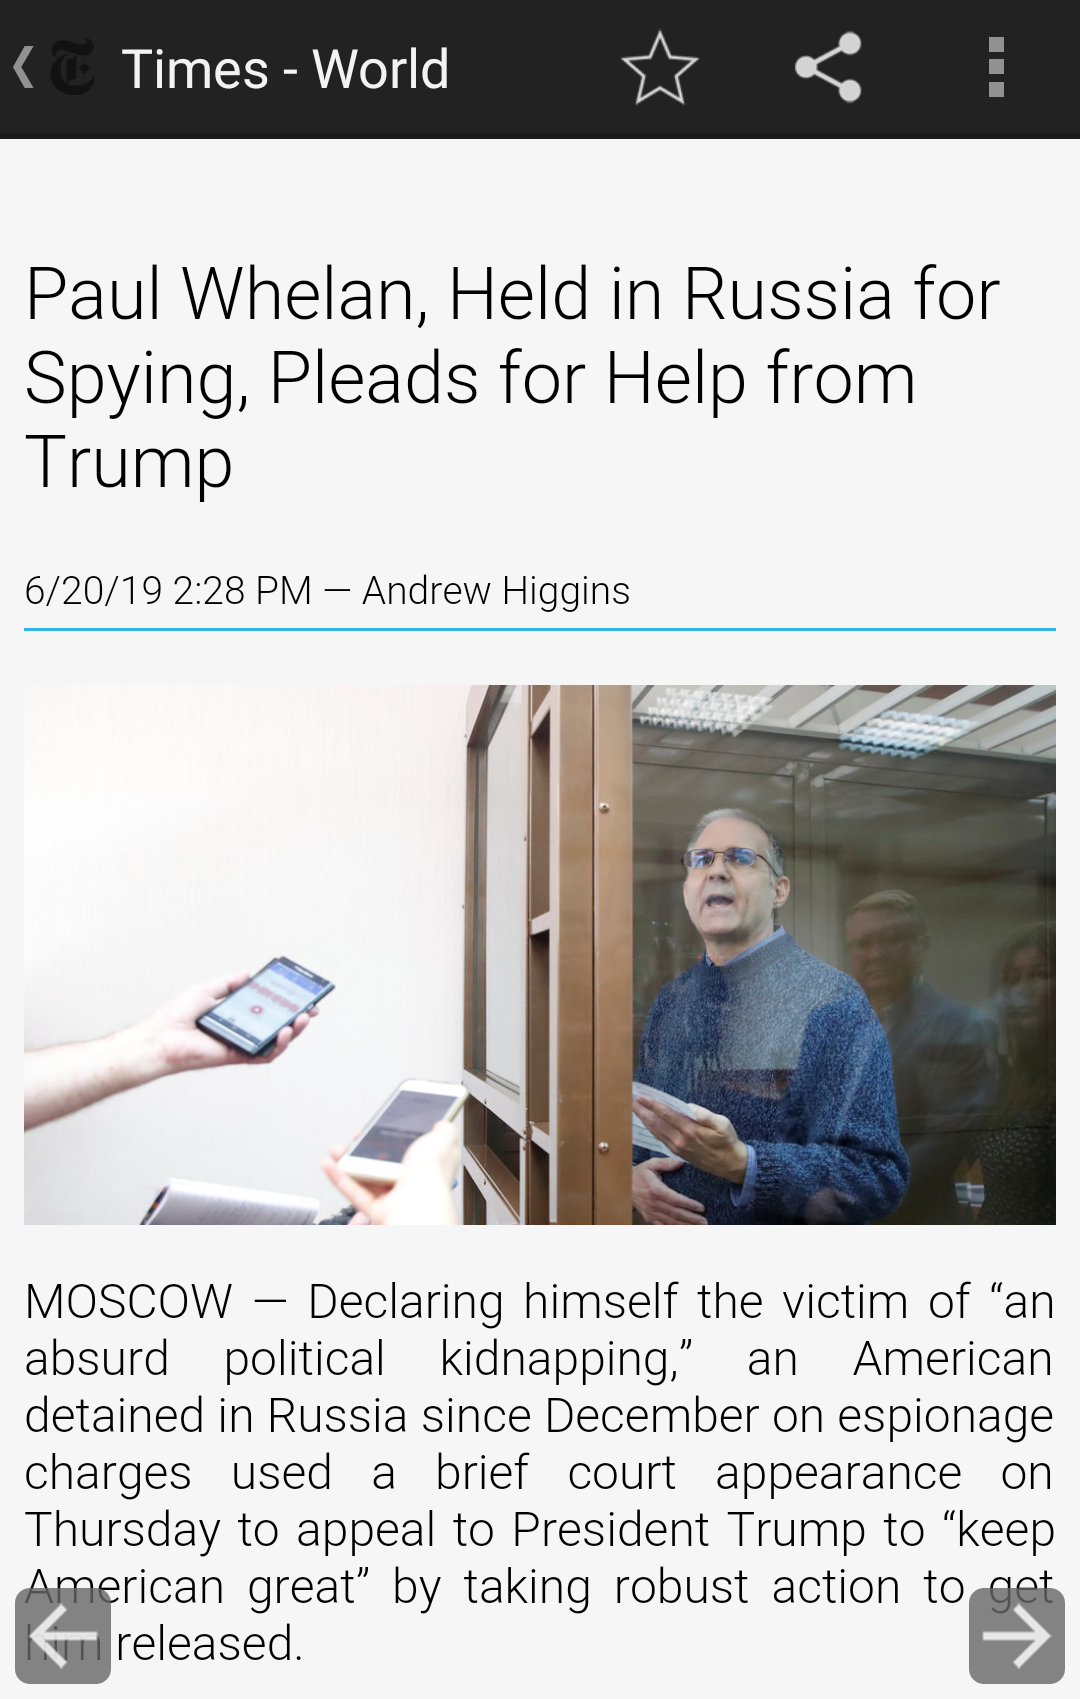 Times - World
Paul Whelan, Held in Russia for
Spying, Pleads for Help from
Trump
6/20/19 2:28 PM — Andrew Higgins
MOSCOW — Declaring himself the victim of “an
absurd political kidnapping,” an American
detained in Russia since December on espionage
charges used a brief court appearance on
Thursday to appeal to President Trump to “keep
American great” by taking robust action to get
him released.